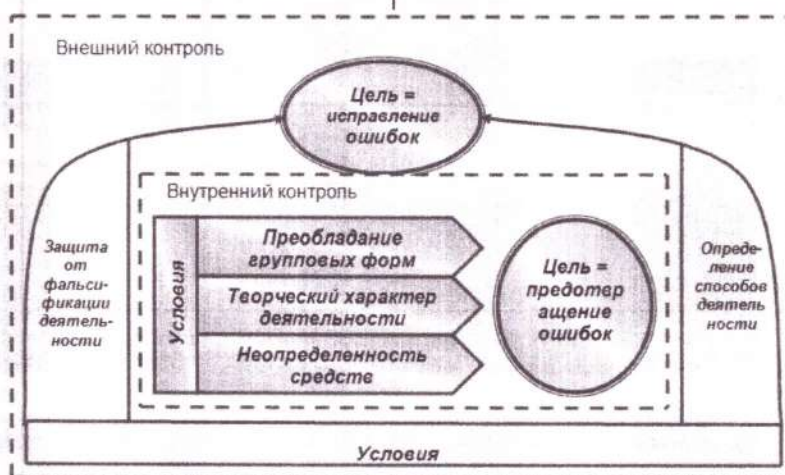 Внешний контроль
Цель =
исправление
ошибок
Внутренний контроль
Защита
от
фальси-
фикации
деятель-
ности
Условия
Преобладание
групповых форм
Творческий характер
деятельности
Неопределенность
средств
Цель =
предотвр
ащение
ошибок
Опреде-
ление
способов
деятель
ности
Условия